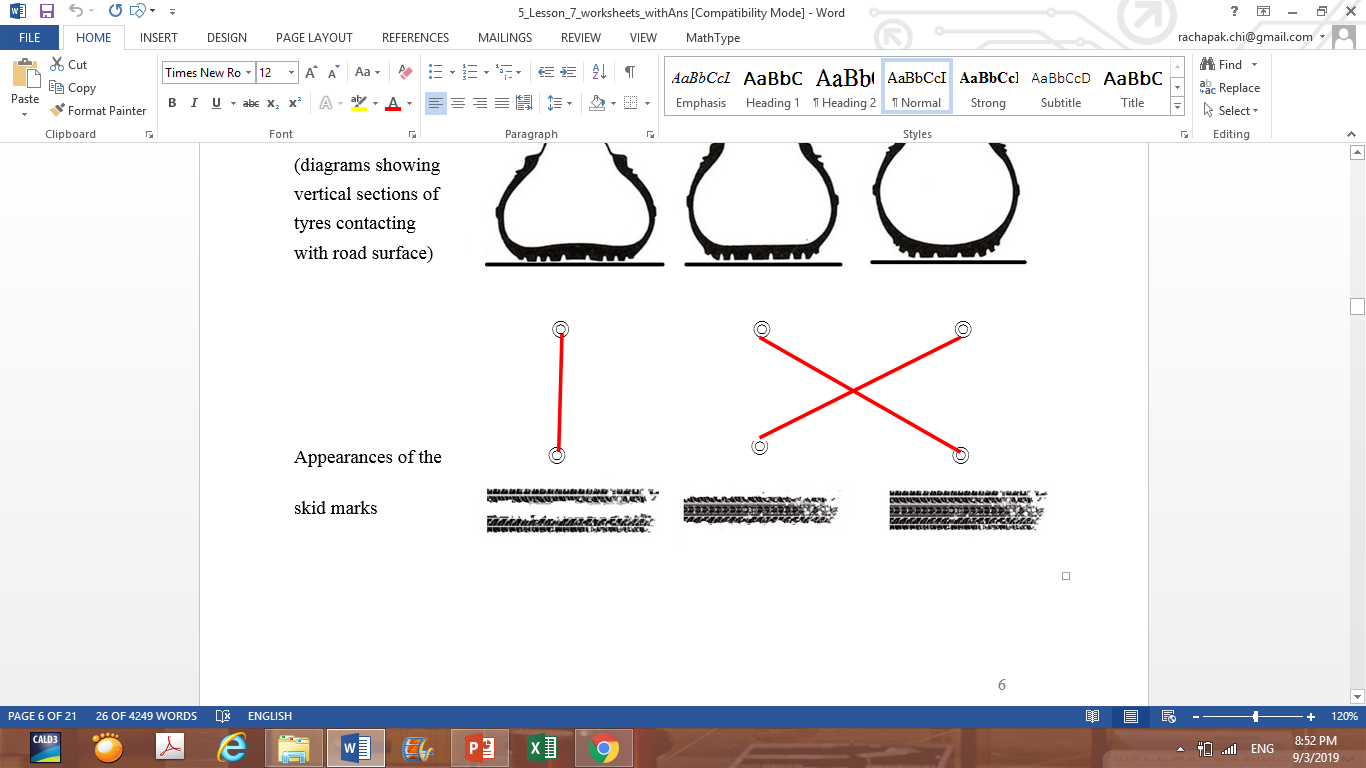 5_Lesson_7_worksheets_withAns [Compatibility Mode] - Word
FILE HOME INSERT DESIGN PAGE LAYOUT REFERENCES MAILINGS REVIEW VIEW MathType rachapak.chi@gmail.com
Paste
Cut
Copy
Format Painter
Clipboard
Times New Ro 12
Font
Paragraph
AaBbCcI AaBbC AaBb( AaBbCcI AaBbCcI AaBbCcD AaBbC
Emphasis Heading 1 ¶ Heading 2 ¶ Normal Strong Subtitle Title
Styles
Find
Replace
Select
Editing
(diagrams showing
vertical sections of
tyres contacting
with road surface)
Appearances of the
skid marks
6
PAGE 6 OF 21 26 OF 4249 WORDS ENGLISH 120%
CALD3
ENG
8:52 PM
9/3/2019